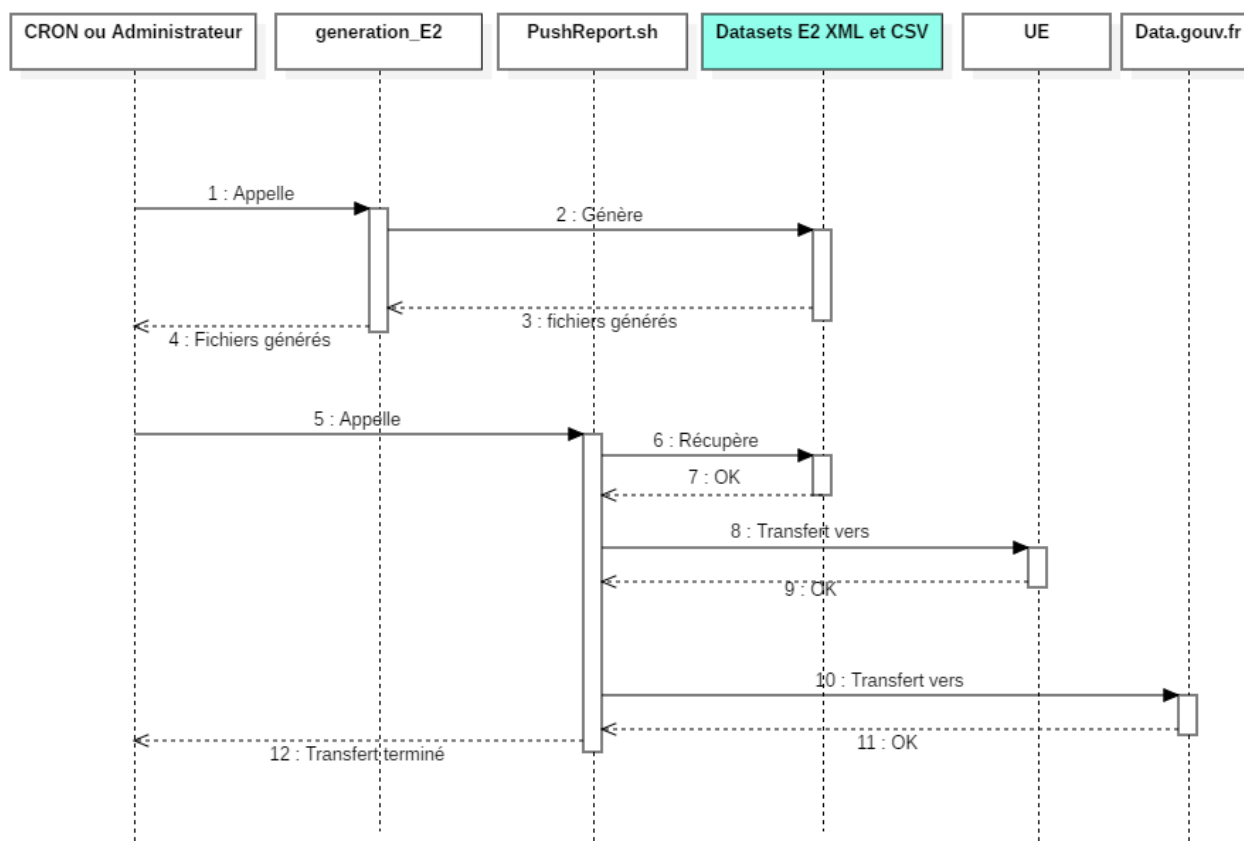 CRON ou Administrateur
generation_E2
PushReport.sh
Datasets E2 XML et CSV
UE
Data.gouv.fr
1 : Appelle
2 : Génère
3 : fichiers générés
4 : Fichiers générés
5 : Appelle
6 : Récupère
7 : OK
8 : Transfert vers
9 : OK
10 : Transfert vers
11 : OK
12 : Transfert terminé